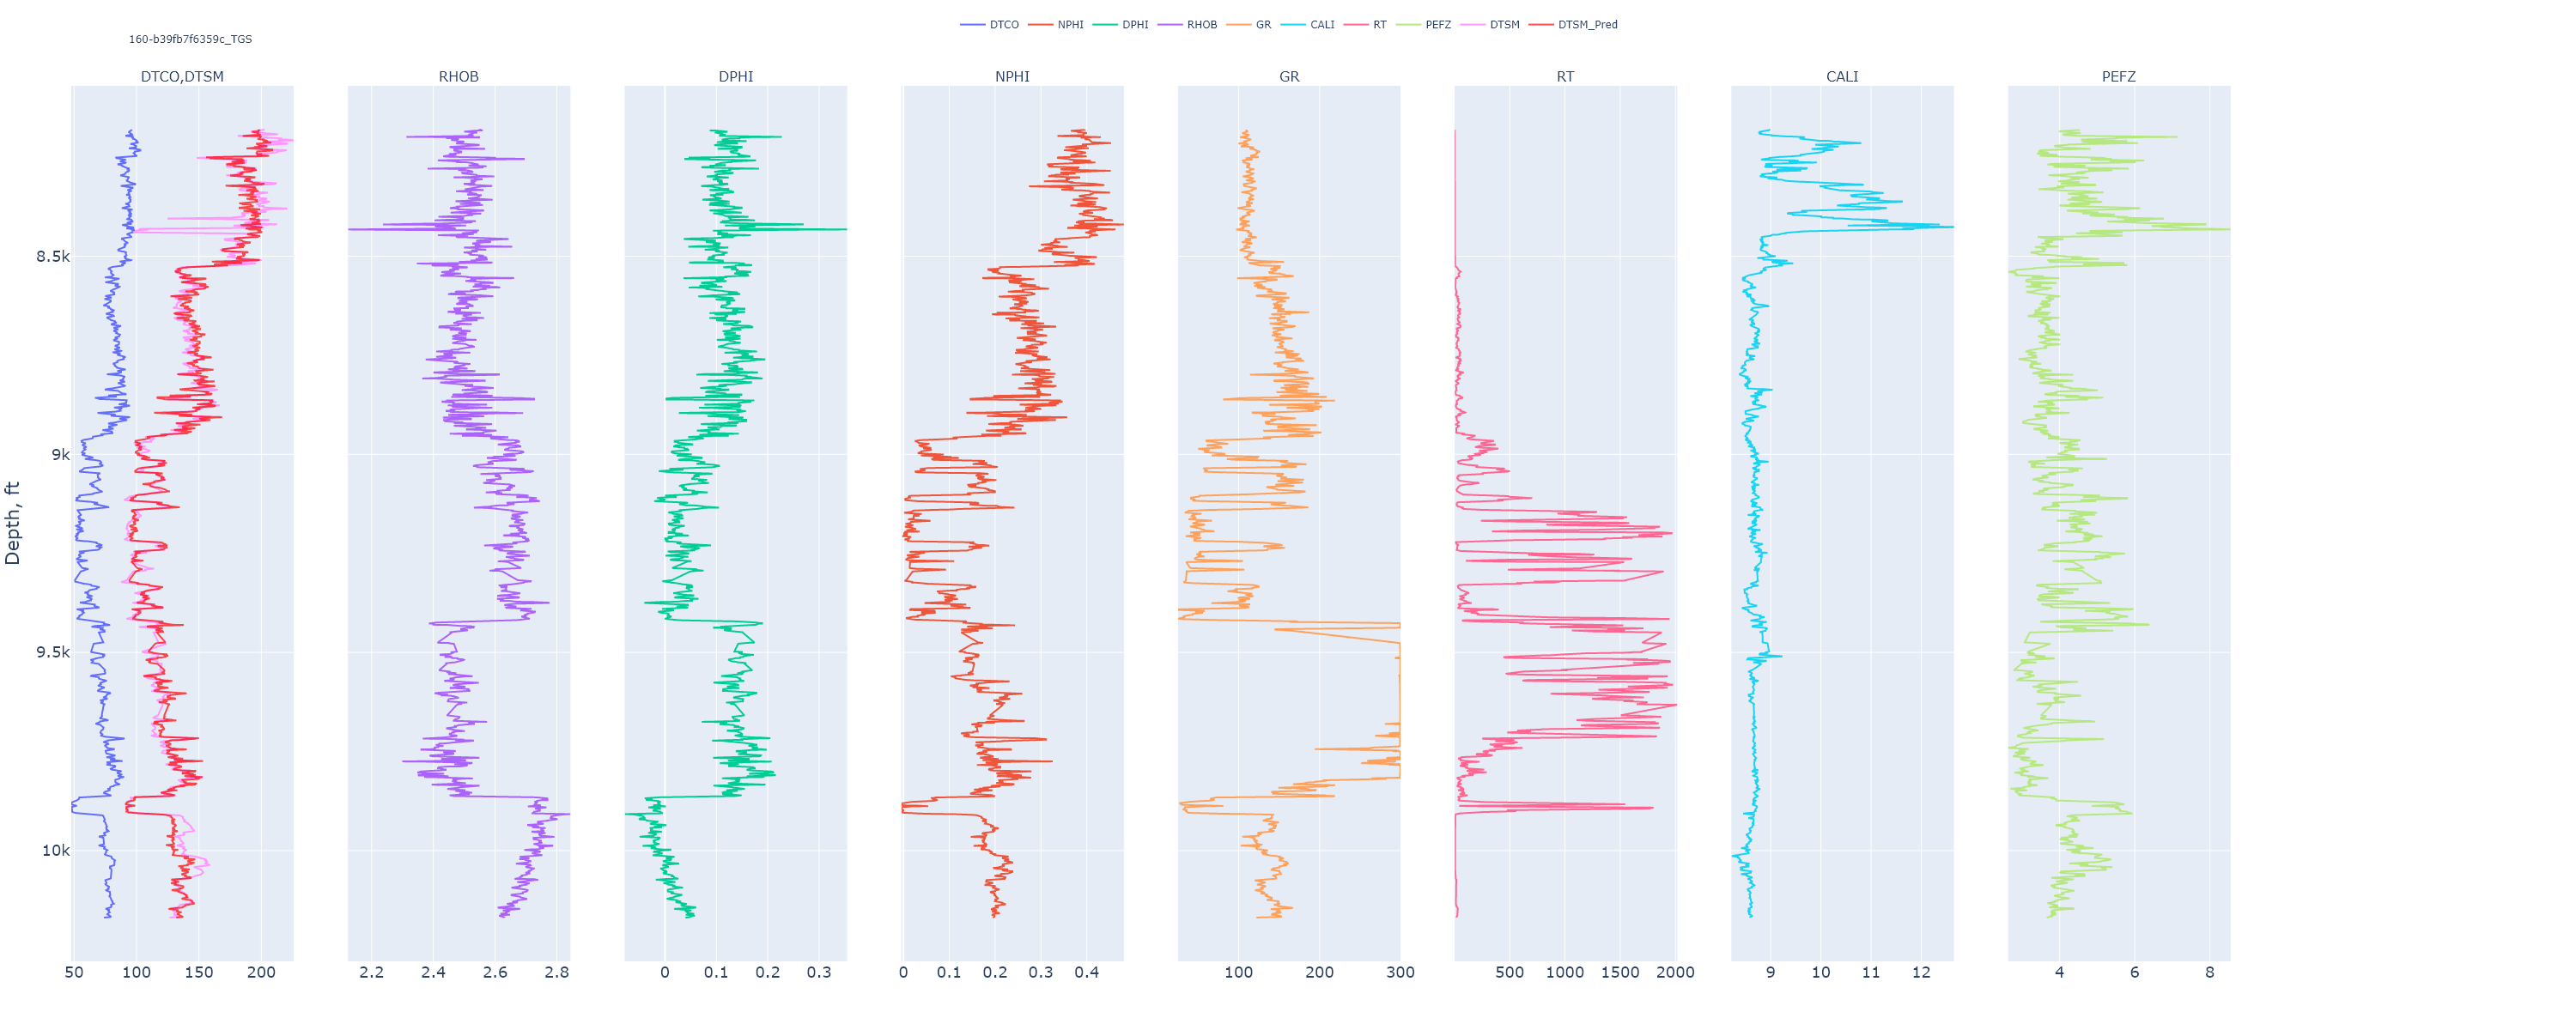 DTCO NPHI DPHI RHOB GR CALI RT PEFZ DTSM DTSM_Pred
160-b39fb7f6359c_TGS
DTCO,DTSM RHOB DPHI NPHI GR RT CALI PEFZ
8.5k
9k
Depth, ft
9.5k
10k
50 100 150 200 2.2 2.4 2.6 2.8 0 0.1 0.2 0.3 0 0.1 0.2 0.3 0.4 100 200 300 500 1000 1500 2000 9 10 11 12 4 6 8